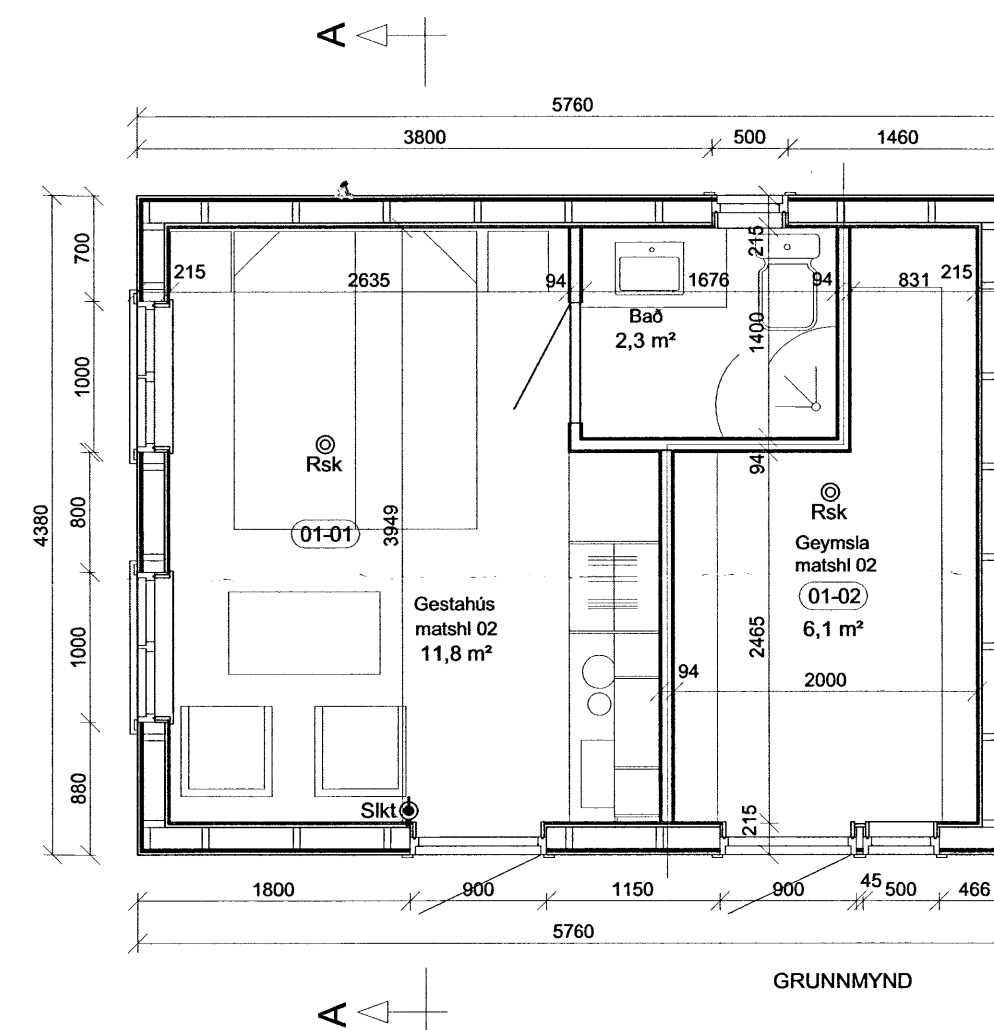 A
5760
3800
500
1460
700
1000
800
1000
880
4380
215
2635
94
1676
94
831
215
215
Bað
2,3 m²
1400
94
Rsk
01-01
3949
Rsk
Geymsla
matshl 02
01-02
6,1 m²
Gestahús
matshl 02
11,8 m²
2465
94
2000
Slkt
215
1800
900
1150
900
45
500
466
5760
GRUNNMYND
A